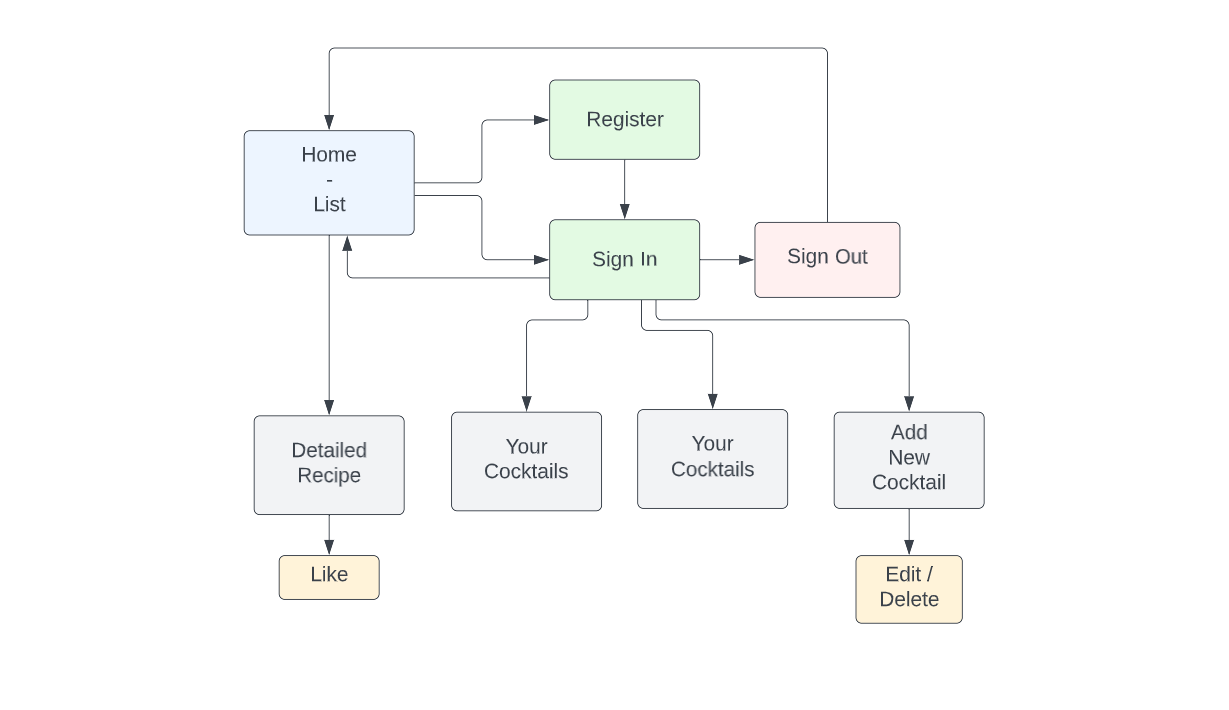 Register
Home
-
List
Sign In
Sign Out
Detailed
Recipe
Your
Cocktails
Your
Cocktails
Add
New
Cocktail
Like
Edit /
Delete